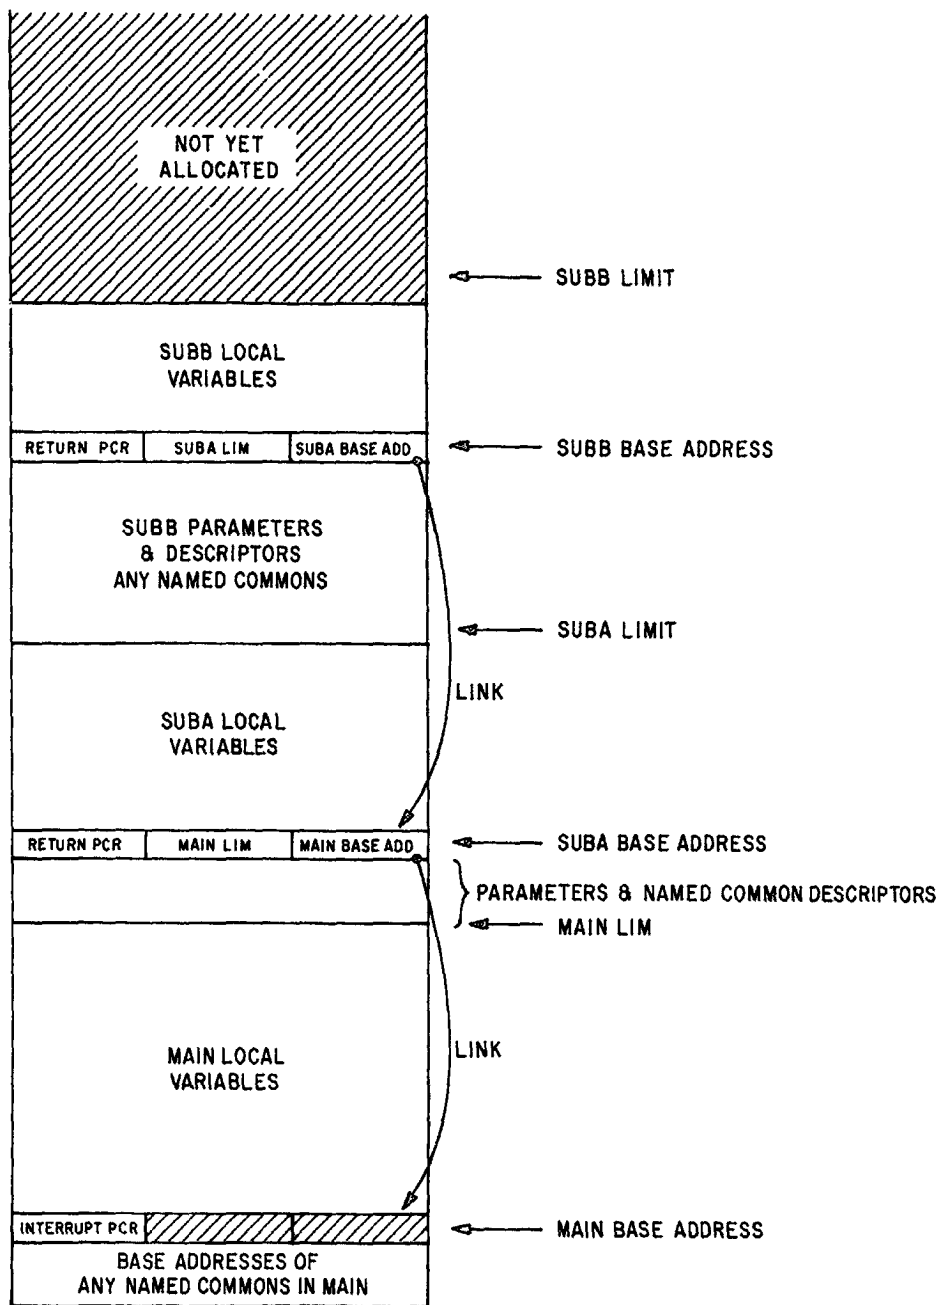 NOT YET
ALLOCATED
SUBB LIMIT
SUBB LOCAL
VARIABLES
RETURN PCR SUBA LIM SUBA BASE ADD
SUBB BASE ADDRESS
SUBB PARAMETERS
& DESCRIPTORS
ANY NAMED COMMONS
SUBA LIMIT
LINK
SUBA LOCAL
VARIABLES
RETURN PCR MAIN LIM MAIN BASE ADD
SUBA BASE ADDRESS
PARAMETERS & NAMED COMMON DESCRIPTORS
MAIN LIM
MAIN LOCAL
VARIABLES
LINK
INTERRUPT PCR
MAIN BASE ADDRESS
BASE ADDRESSES OF
ANY NAMED COMMONS IN MAIN